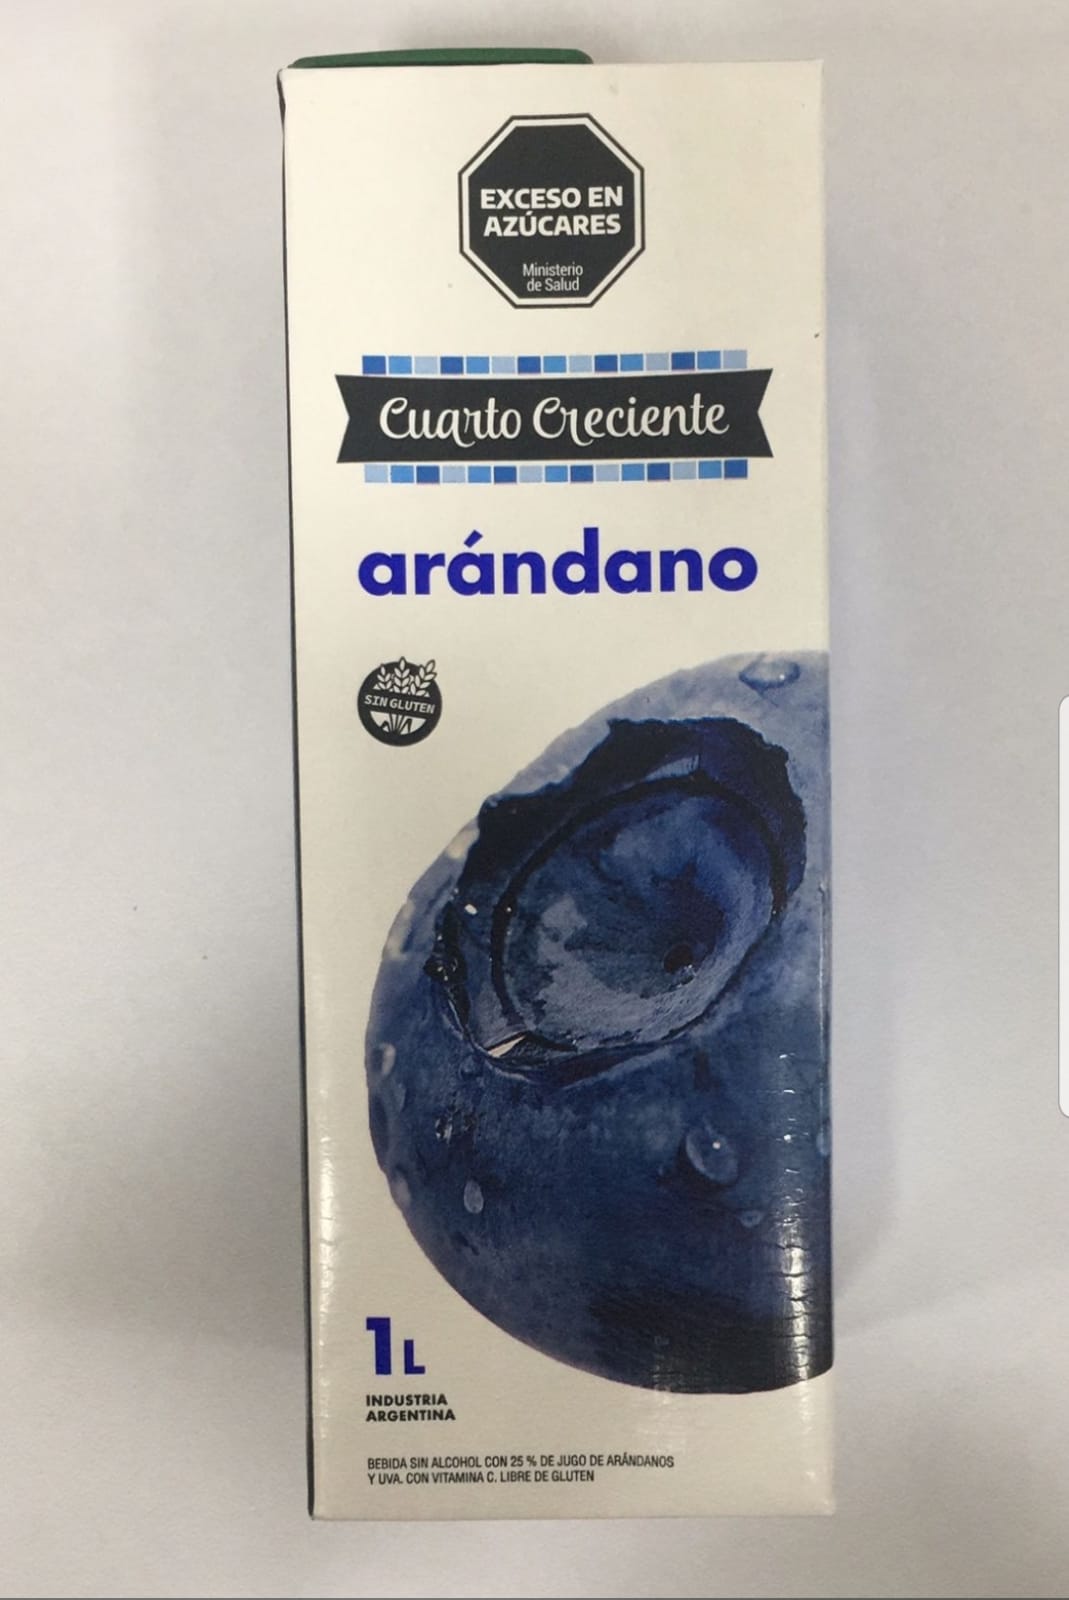 EXCESO EN
AZÚCARES
Ministerio
de Salud
Cuarto Creciente
arándano
SIN GLUTEN
1L
INDUSTRIA
ARGENTINA
BEBIDA SIN ALCOHOL CON 25 % DE JUGO DE ARÁNDANOS
Y UVA. CON VITAMINA C. LIBRE DE GLUTEN